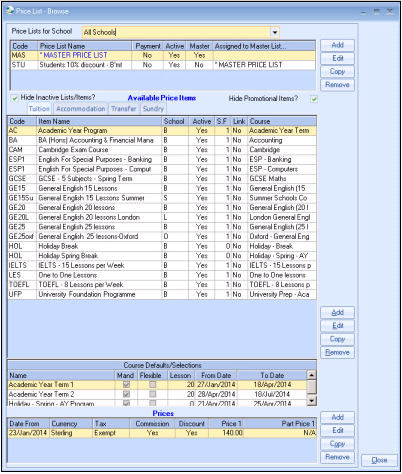 Price List - Browse
Price Lists for School All Schools
Code Price List Name Payment Active Master Assigned to Master List...
MAS * MASTER PRICE LIST No Yes Yes
STU Students 10% discount - B'mt No Yes No * MASTER PRICE LIST
Add
Edit
Copy
Remove
Hide Inactive Lists/Items? Available Price Items Hide Promotional Items?
Tuition Accommodation Transfer Sundry
Code Item Name School Active S.F Link Course
AC Academic Year Program B Yes 1 No Academic Year Term
BA BA (Hons) Accounting & Financial Mana B Yes 1 No Accounting
CAM Cambridge Exam Course B Yes 1 No Cambridge
ESP1 English For Special Purposes - Banking B Yes 1 No ESP - Banking
ESP1 English For Special Purposes - Comput B Yes 1 No ESP - Computers
GCSE GCSE - 5 Subjects - Spring Term B Yes 1 No GCSE Maths
GE15 General English 15 Lessons B Yes 1 No General English (15
GE15Su General English 15 Lessons Summer S Yes 1 No Summer Schools Co
GE20 General English 20 lessons B Yes 1 No General English (20 l
GE20L General English 20 lessons London L Yes 1 No London General Engl
GE25 General English 25 lessons B Yes 1 No General English (25 l
GE25oxf General English 25 lessons-Oxford O Yes 1 No Oxford - General Eng
HOL Holiday Break B Yes 0 No Holiday - Break
HOL Holiday Spring Break B Yes 0 No Holiday - Spring - AY
IELTS IELTS - 15 Lessons per Week B Yes 1 No IELTS - 15 Lessons p
LES One to One Lessons B Yes 1 No One to One Lessons
TOEFL TOEFL - 8 Lessons per Week B Yes 1 No TOEFL - 8 Lessons p
UFP University Foundation Programme B Yes 1 No University Prep - Aca
Add
Edit
Copy
Remove
Course Defaults/Selections
Name Mand Flexible Lesson From Date To Date
Academic Year Term 1 20 27/Jan/2014 18/Apr/2014
Academic Year Term 2 20 28/Apr/2014 18/Jul/2014
Holiday - Spring - AY Program 0 21/Apr/2014 25/Apr/2014
Prices
Date From Currency Tax Commission Discount Price 1 Part Price 1
23/Jan/2014 Sterling Exempt Yes Yes 140.00 N/A
Add
Edit
Copy
Remove
Close